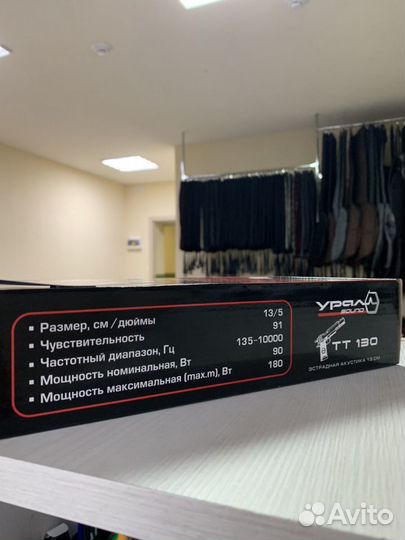 ▪ Размер, см /дюймы 13/5
▪ Чувствительность 91
▪ Частотный диапазон, Гц 135-10000
▪ Мощность номинальная, Вт 90
▪ Мощность максимальная (max.m), Вт 180
УРАЛ
SOUND
ТТ 130
ЭСТРАДНАЯ АКУСТИКА 13 СМ
Avito